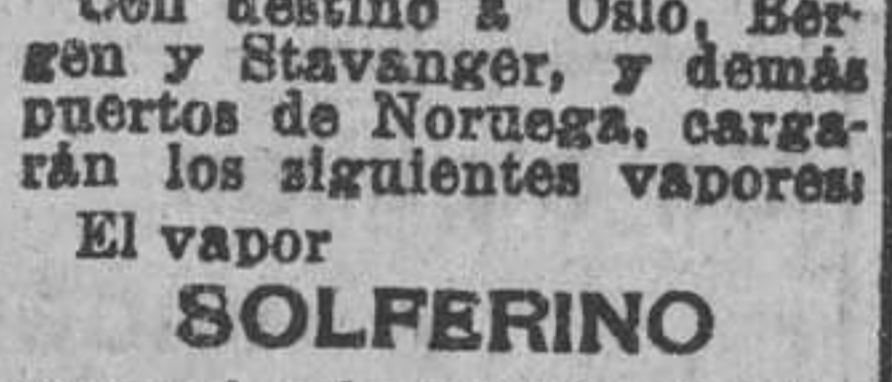 Con destino a Oslo, Ber-
gen y Stavanger, y demás
puertos de Noruega, carga-
rán los siguientes vapores:
El vapor
SOLFERINO